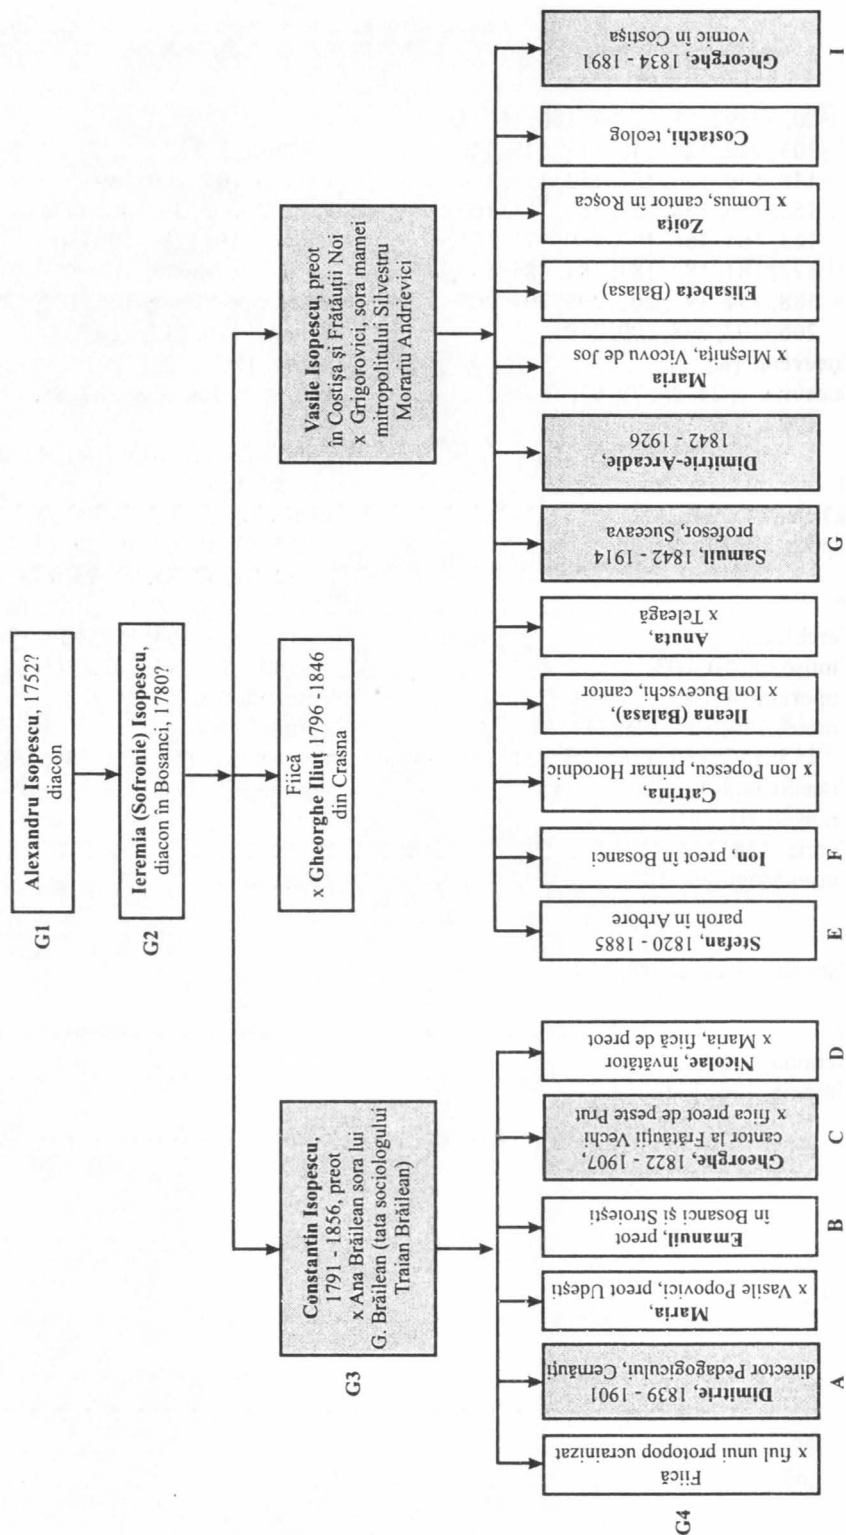 G1
Alexandru Isopescu, 1752?
diacon
G2
Ieremia (Sofronie) Isopescu,
diacon în Bosanci, 1780?
G3
Constantin Isopescu,
1791 - 1856, preot
x Ana Brăilean sora lui
G. Brăilean (tata sociologului
Traian Brăilean)
Fiică
x Gheorghe Iliuț 1796 -1846
din Crasna
Vasile Isopescu, preot
în Costișa și Frătăuții Noi
x Grigorovici, sora mamei
mitropolitului Silvestru
Morariu Andrievici
G4
Fiică
x fiul unui protopop ucrainizat
Dimitrie, 1839 - 1901
director Pedagogicului, Cernăuți
Maria,
x Vasile Popovici, preot Udești
Emanuil, preot
în Bosanci și Stroiești
Gheorghe, 1822 - 1907,
cantor la Frătăuții Vechi
x fiica preot de peste Prut
Nicolae, învătător
x Maria, fiică de preot
Stefan, 1820 - 1885
paroh în Arbore
Ion, preot în Bosanci
Catrina,
x Ion Popescu, primar Horodnic
Ileana (Balasa),
x Ion Bucevschi, cantor
Anuta,
x Teleagă
Samuil, 1842 - 1914
profesor, Suceava
Dimitrie-Arcadie,
1842 - 1926
Maria
x Mleșnița, Vicovu de Jos
Elisabeta (Balasa)
Zoița
x Lomus, cantor în Roșca
Costachi, teolog
Gheorghe, 1834 - 1891
vornic în Costișa
A
B
C
D
E
F
G
I